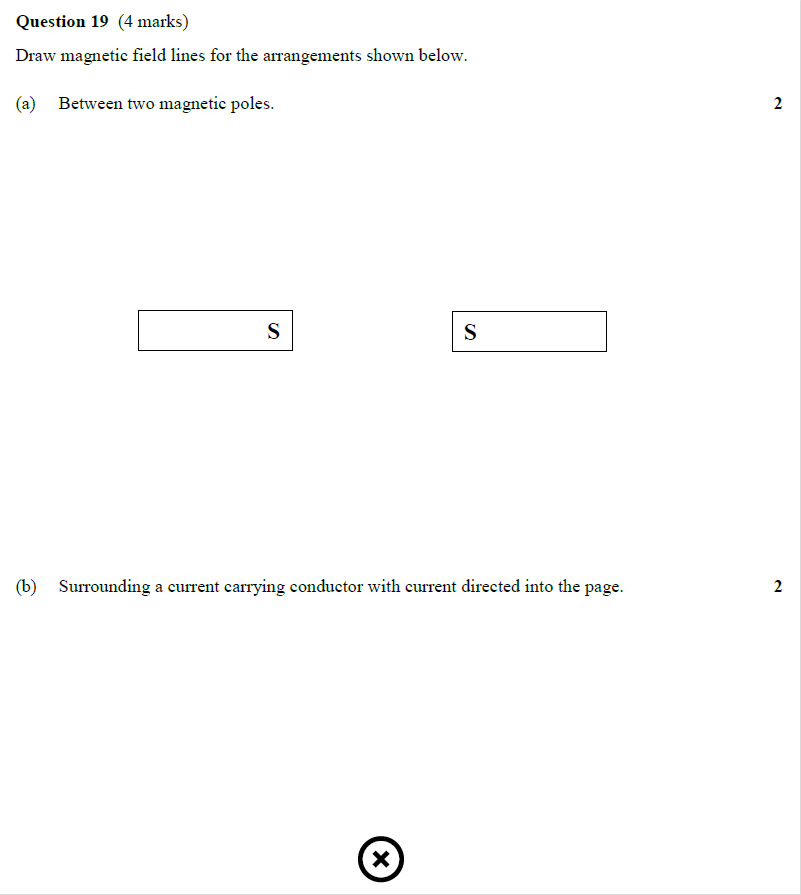 Question 19 (4 marks)
Draw magnetic field lines for the arrangements shown below.
(a) Between two magnetic poles. 2
S S
(b) Surrounding a current carrying conductor with current directed into the page. 2